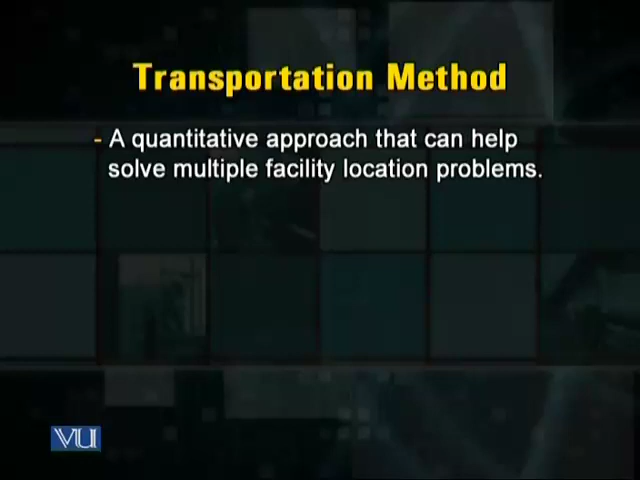 Transportation Method
- A quantitative approach that can help
solve multiple facility location problems.
VU